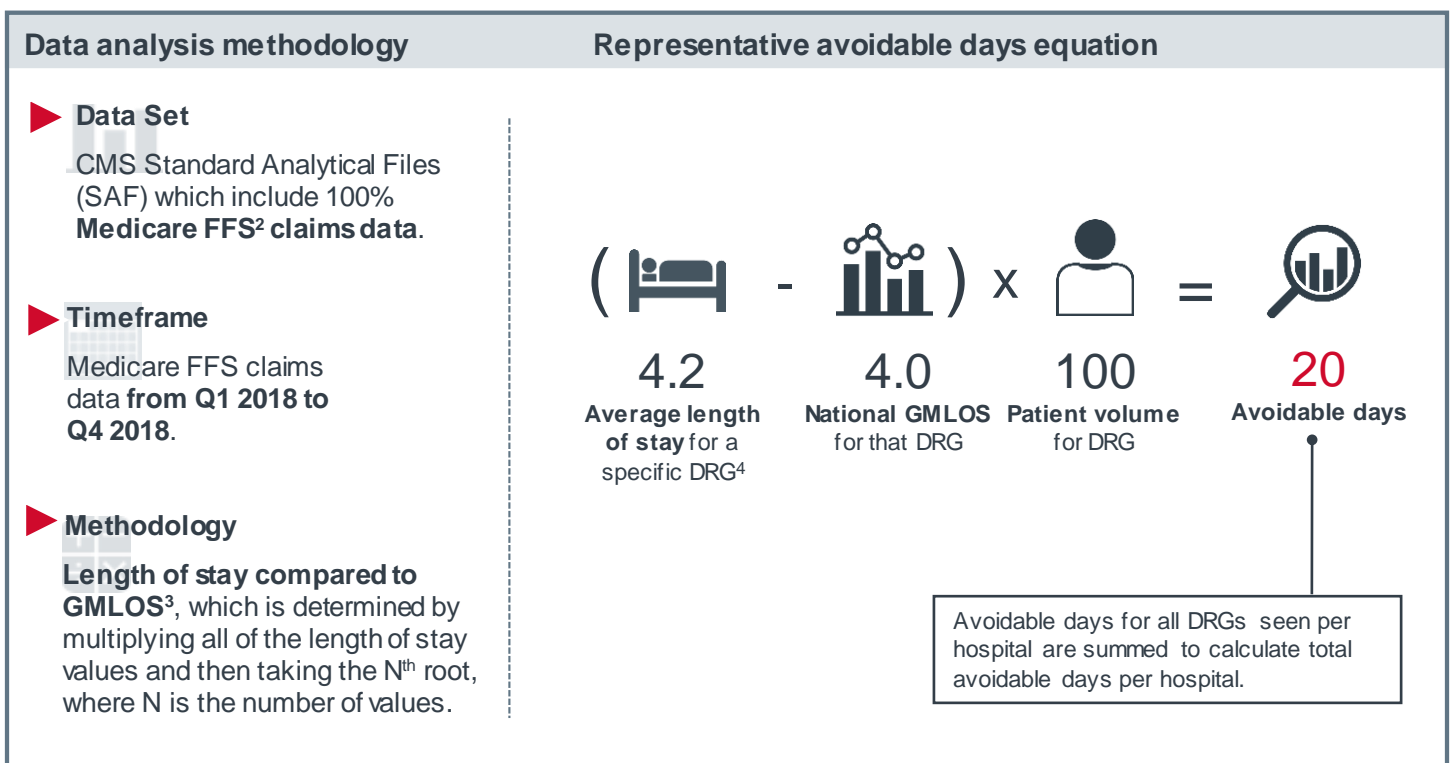 Data analysis methodology
Representative avoidable days equation
Data Set
CMS Standard Analytical Files
(SAF) which include 100%
Medicare FFS² claims data.
Timeframe
Medicare FFS claims
data from Q1 2018 to
Q4 2018.
Methodology
Length of stay compared to
GMLOS³, which is determined by
multiplying all of the length of stay
values and then taking the Nᵗʰ root,
where N is the number of values.
( - ) x =
4.2
Average length
of stay for a
specific DRG⁴
4.0
National GMLOS
for that DRG
100
Patient volume
for DRG
20
Avoidable days
Avoidable days for all DRGs seen per
hospital are summed to calculate total
avoidable days per hospital.